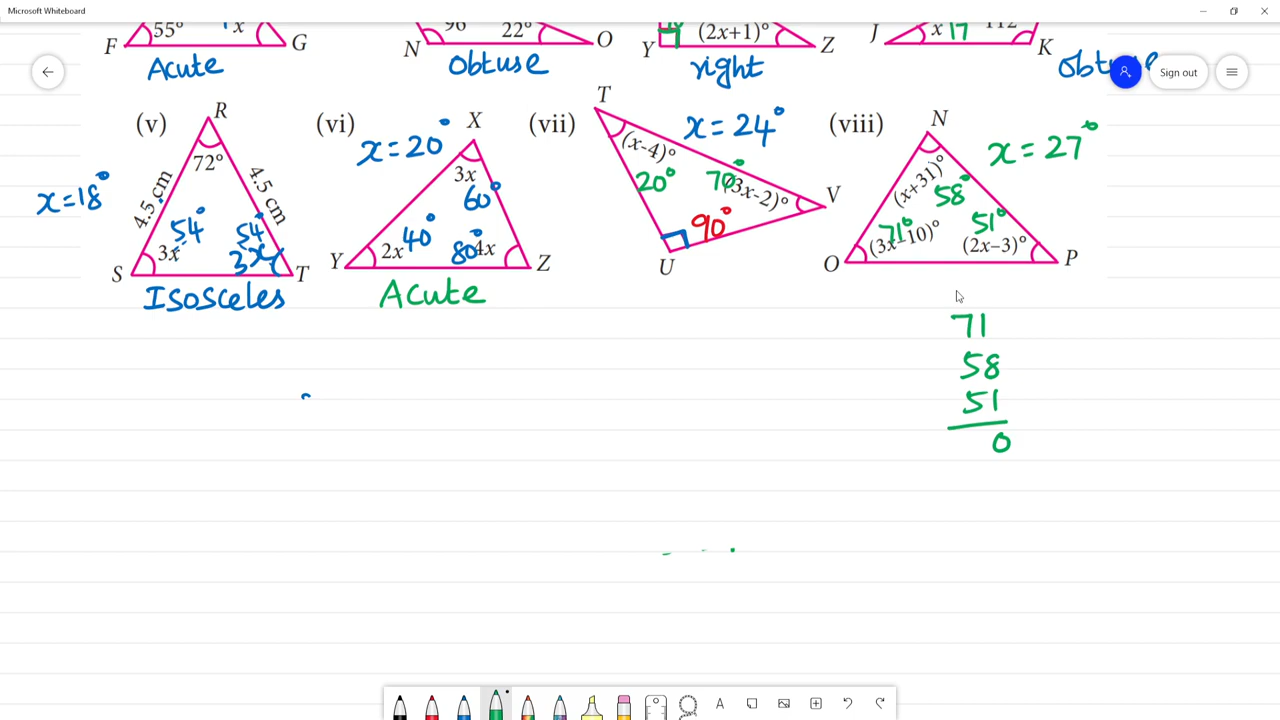 Microsoft Whiteboard
F 55° x G
N 96 22° O
Y (2x+1)° Z
J x 17 112 K
Acute
Obtuse
right
Obtuse
Sign out
(v) R
72°
4.5 cm
4.5 cm
x=18°
54° 54°
S 3x 3x T
Isosceles
(vi) X
x=20°
3x
60°
40° 80°
Y 2x 4x Z
Acute
(vii) T
x=24°
(x-4)°
20° 70°
(3x-2)° V
90°
U
(viii) N
x=27°
(x+31)°
58°
71° 51°
O (3x-10)° (2x-3)° P
71
58
51
0
A